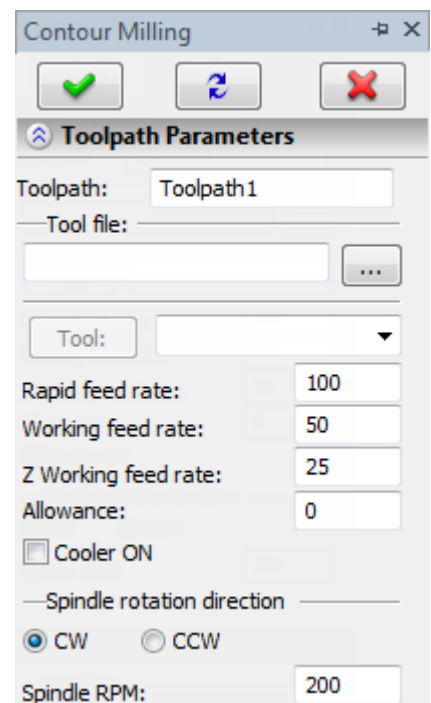 Contour Milling
Toolpath Parameters
Toolpath: Toolpath1
Tool file:
...
Tool:
Rapid feed rate: 100
Working feed rate: 50
Z Working feed rate: 25
Allowance: 0
Cooler ON
Spindle rotation direction
CW CCW
Spindle RPM: 200